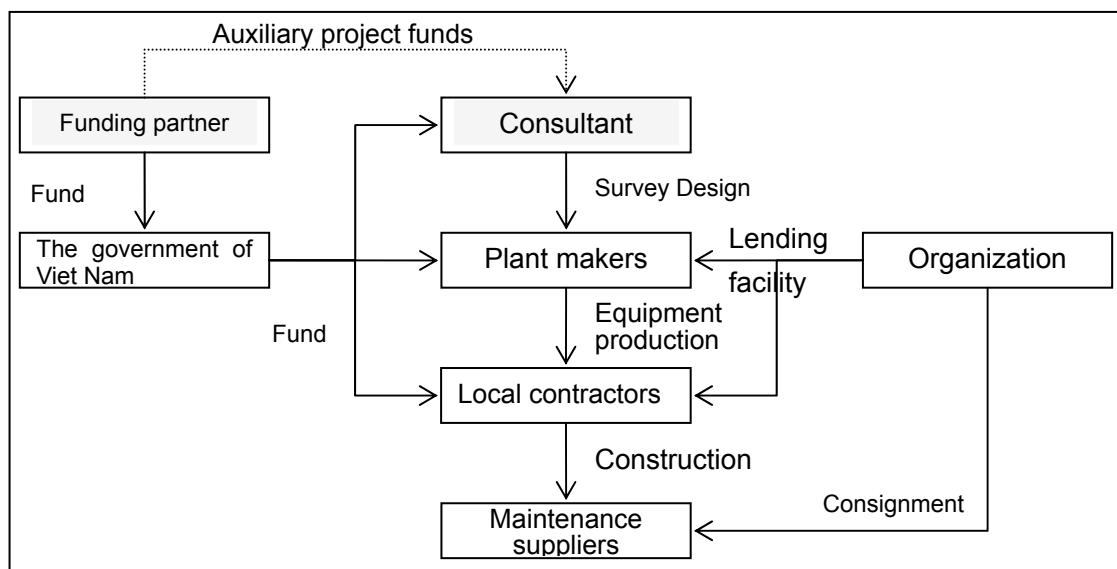 Auxiliary project funds
Funding partner
Consultant
Fund
Survey Design
The government of
Viet Nam
Plant makers
Lending
facility
Organization
Fund
Equipment
production
Local contractors
Construction
Consignment
Maintenance
suppliers